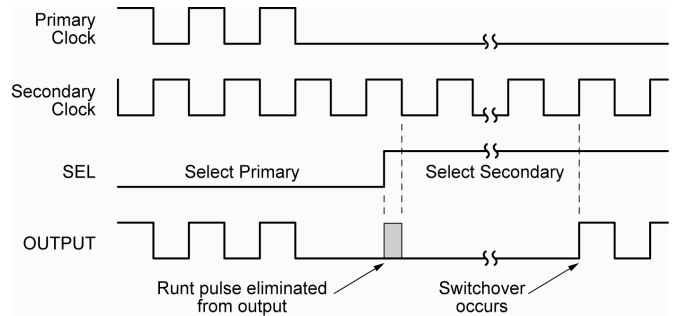 Primary
Clock
Secondary
Clock
SEL
Select Primary
Select Secondary
OUTPUT
Runt pulse eliminated
from output
Switchover
occurs